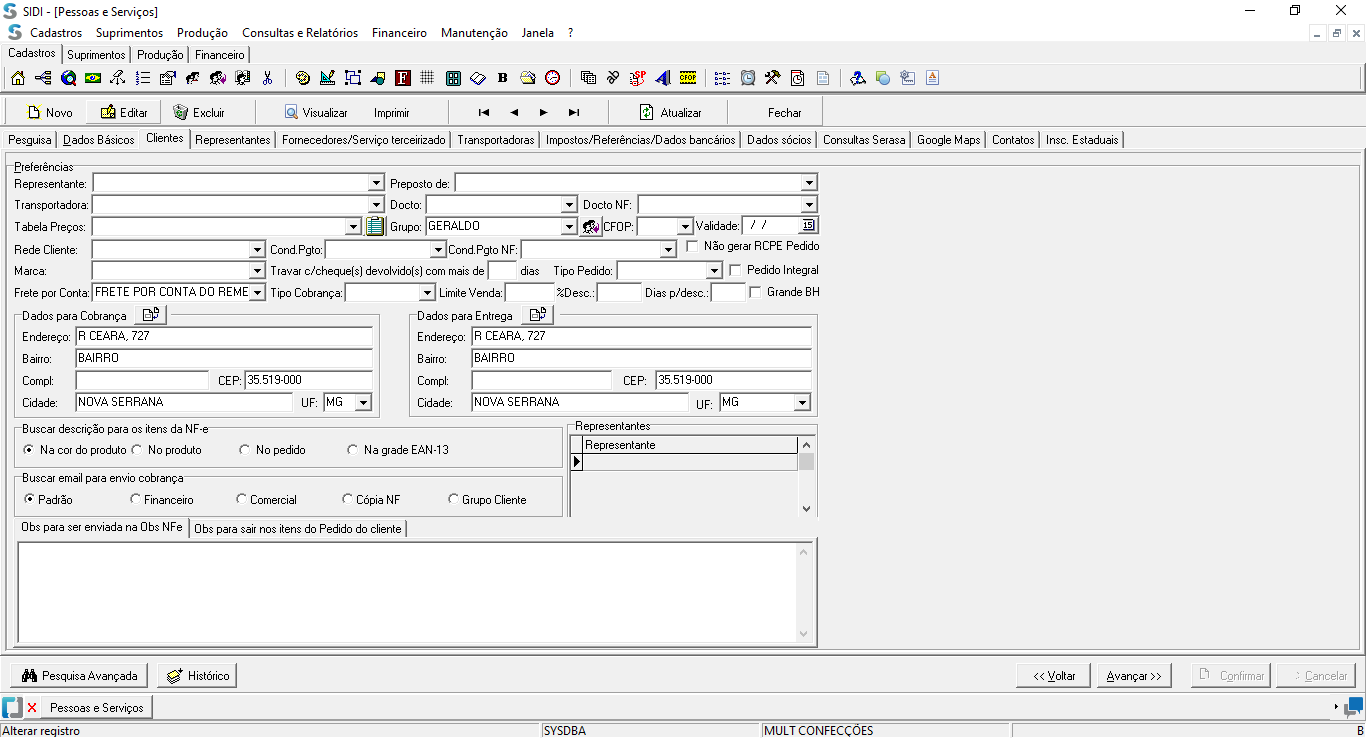 SIDI - [Pessoas e Serviços]
Cadastros Suprimentos Produção Consultas e Relatórios Financeiro Manutenção Janela ?
Cadastros Suprimentos Produção Financeiro
Novo Editar Excluir Visualizar Imprimir Atualizar Fechar
Pesquisa Dados Básicos Clientes Representantes Fornecedores/Serviço terceirizado Transportadoras Impostos/Referências/Dados bancários Dados sócios Consultas Serasa Google Maps Contatos Insc. Estaduais
Preferências
Representante: Preposto de:
Transportadora: Docto: Docto NF:
Tabela Preços: Grupo: GERALDO CFOP: Validade: / / 15
Rede Cliente: Cond.Pgto: Cond.Pgto NF: Não gerar RCPE Pedido
Marca: Travar c/cheque(s) devolvido(s) com mais de dias Tipo Pedido: Pedido Integral
Frete por Conta: FRETE POR CONTA DO REME Tipo Cobrança: Limite Venda: %Desc.: Dias p/desc.: Grande BH
Dados para Cobrança Dados para Entrega
Endereço: R CEARA, 727 Endereço: R CEARA, 727
Bairro: BAIRRO Bairro: BAIRRO
Compl: CEP: 35.519-000 Compl: CEP: 35.519-000
Cidade: NOVA SERRANA UF: MG Cidade: NOVA SERRANA UF: MG
Buscar descrição para os itens da NF-e Representantes
Na cor do produto No produto No pedido Na grade EAN-13 Representante
Buscar email para envio cobrança
Padrão Financeiro Comercial Cópia NF Grupo Cliente
Obs para ser enviada na Obs NFe Obs para sair nos itens do Pedido do cliente
Pesquisa Avançada Histórico << Voltar Avançar >> Confirmar Cancelar
Pessoas e Serviços
Alterar registro SYSDBA MULT CONFECÇÕES B